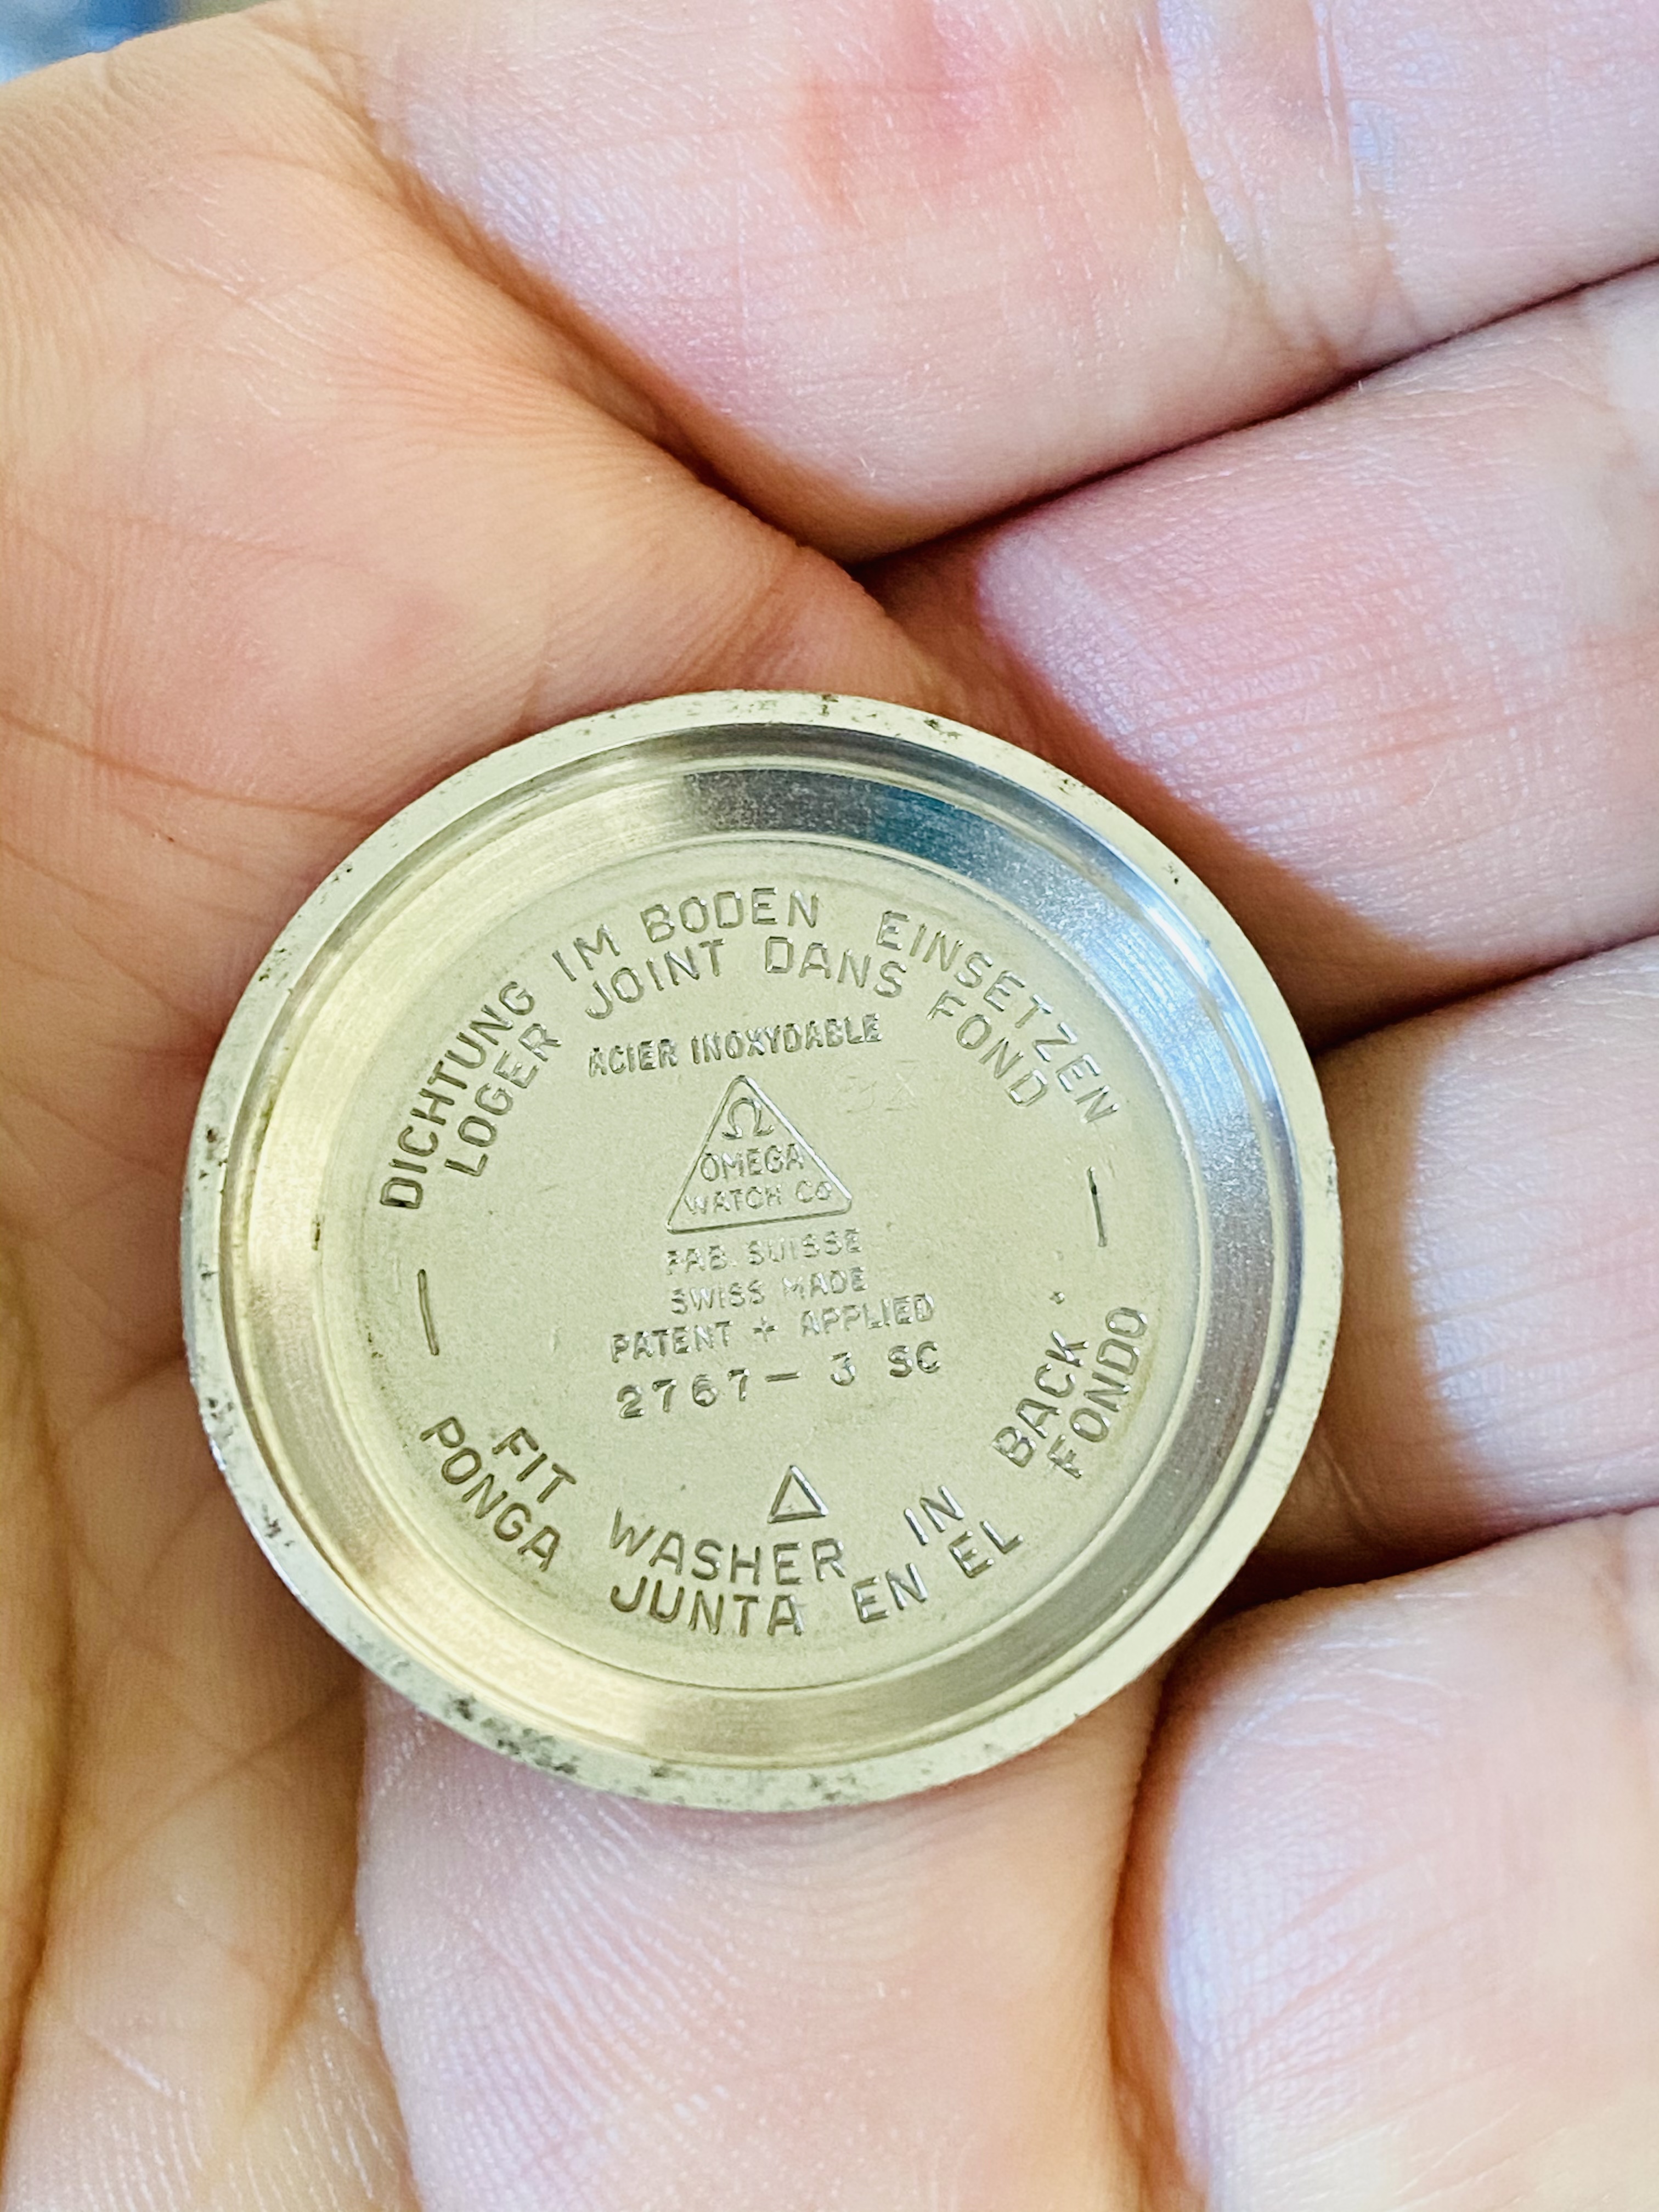 DICHTUNG IM BODEN EINSETZEN
LOGER JOINT DANS FOND
ACIER INOXYDABLE
Ω
OMEGA
WATCH Co
FAB. SUISSE
SWISS MADE
PATENT + APPLIED
2767-3 SC
FIT WASHER IN BACK
PONGA JUNTA EN EL FONDO